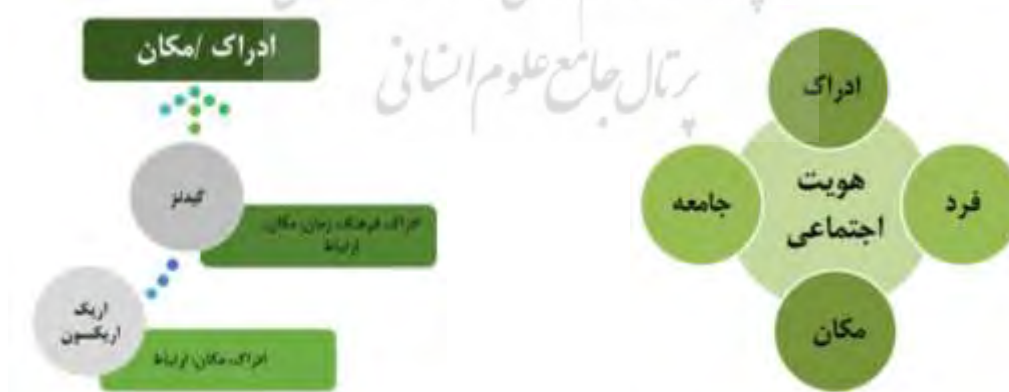 پرتال جامع علوم انسانی
ادراک
فرد
هویت
اجتماعی
جامعه
مکان
ادراک /مکان
گیدنز
ادراک، فرهنگ، زمان، مکان،
ارتباط
اریک
اریکسون
ادراک، مکان، ارتباط